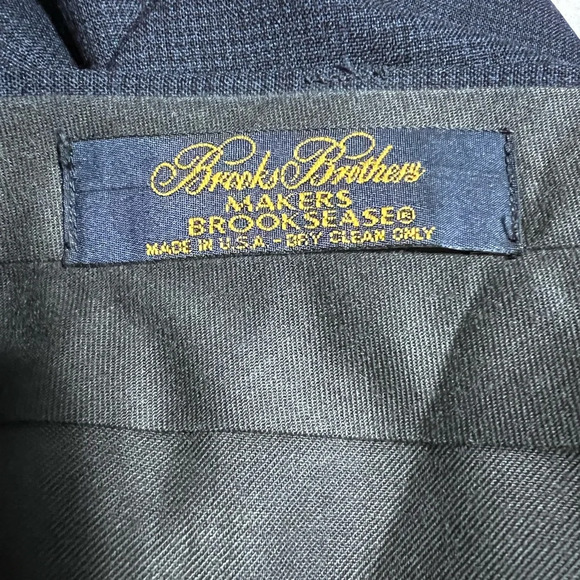 Brooks Brothers
MAKERS
BROOKSEASE®
MADE IN U.S.A. - DRY CLEAN ONLY